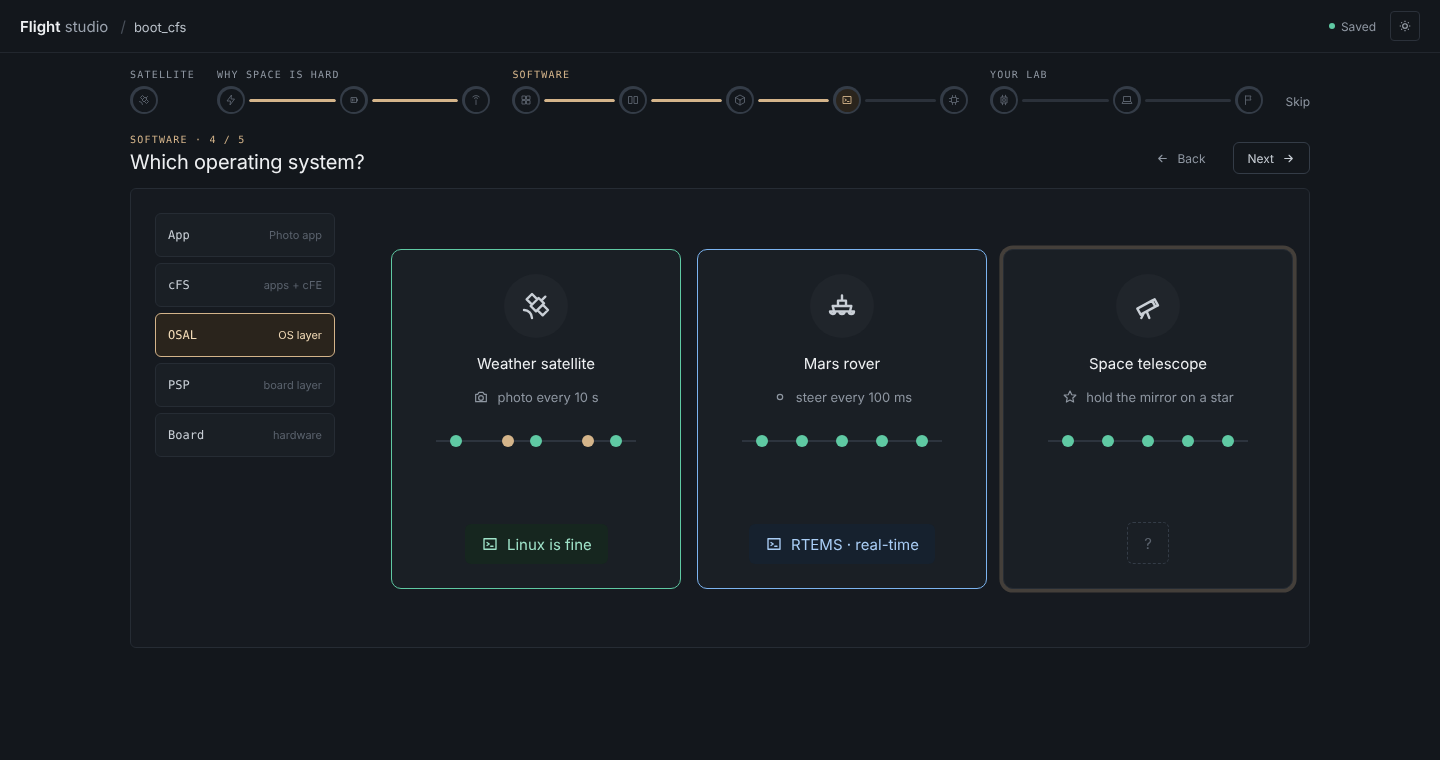 Flight studio / boot_cfs
Saved
SATELLITE
WHY SPACE IS HARD
SOFTWARE
YOUR LAB
Skip
SOFTWARE · 4 / 5
Which operating system?
← Back
Next →
App Photo app
cFS apps + cFE
OSAL OS layer
PSP board layer
Board hardware
Weather satellite
photo every 10 s
Linux is fine
Mars rover
steer every 100 ms
RTEMS · real-time
Space telescope
hold the mirror on a star
?